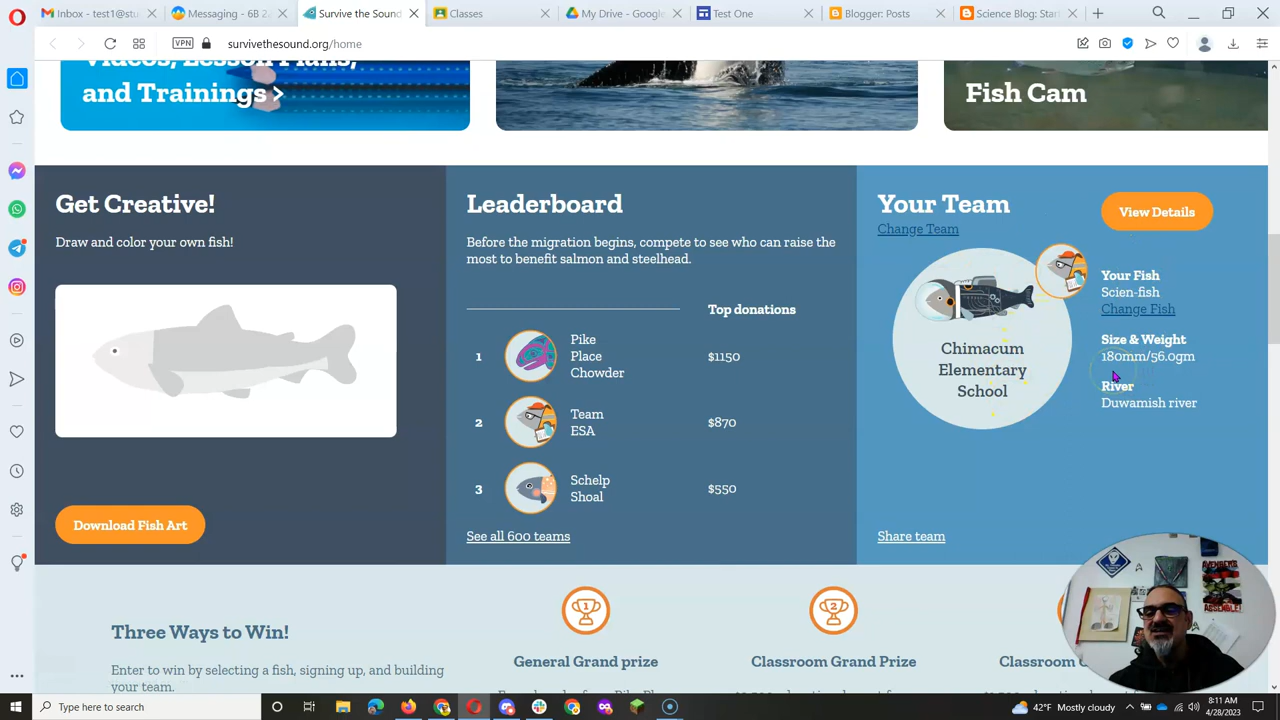 Inbox - test1@stu
Messaging - 6B 2
Survive the Sound
Classes
My Drive - Google
Test One
Blogger: Posts
Science Blog: Star
VPN
survivethesound.org/home
Videos, Lesson Plans,
and Trainings >
Fish Cam
Get Creative!
Draw and color your own fish!
Download Fish Art
Leaderboard
Before the migration begins, compete to see who can raise the
most to benefit salmon and steelhead.
Top donations
1
Pike
Place
Chowder
$1150
2
Team
ESA
$870
3
Schelp
Shoal
$550
See all 600 teams
Your Team
Change Team
View Details
Chimacum
Elementary
School
Your Fish
Scien-fish
Change Fish
Size & Weight
180mm/56.0gm
River
Duwamish river
Share team
Three Ways to Win!
Enter to win by selecting a fish, signing up, and building
your team.
1
General Grand prize
2
Classroom Grand Prize
Type here to search
42°F Mostly cloudy
8:11 AM
4/28/2023